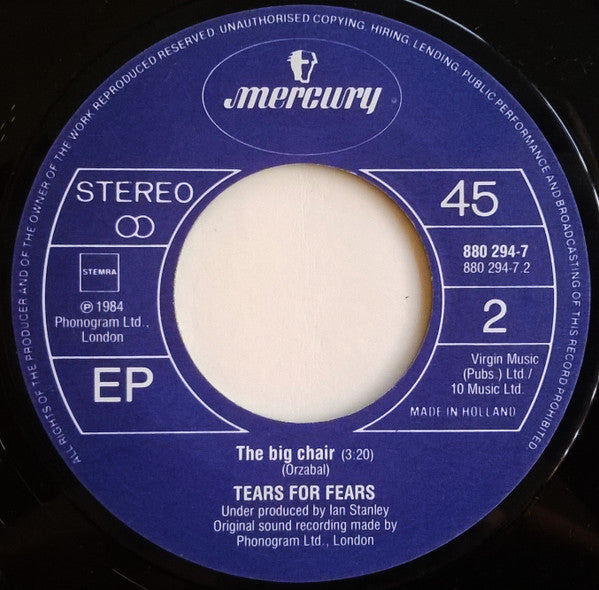 ALL RIGHTS OF THE PRODUCER AND OF THE OWNER OF THE WORK REPRODUCED RESERVED. UNAUTHORISED COPYING, HIRING, LENDING, PUBLIC PERFORMANCE AND BROADCASTING OF THIS RECORD PROHIBITED.
mercury
®
STEREO
STEMRA
℗ 1984
Phonogram Ltd.,
London
EP
45
880 294-7
880 294-7.2
2
Virgin Music
(Pubs.) Ltd./
10 Music Ltd.
MADE IN HOLLAND
The big chair (3:20)
(Orzabal)
TEARS FOR FEARS
Under produced by Ian Stanley
Original sound recording made by
Phonogram Ltd., London